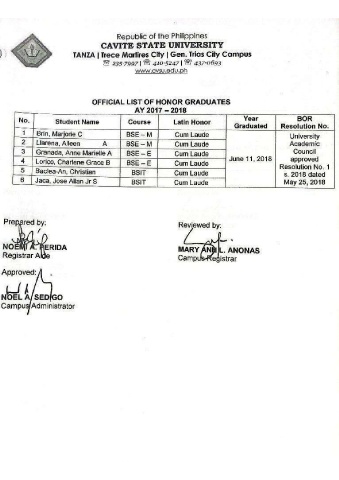 Republic of the Philippines
CAVITE STATE UNIVERSITY
TANZA | Trece Martires City | Gen. Trias City Campus
☏ 235-7997 | ☏ 410-5247 | ☏ 437-0693
www.cvsu.edu.ph
OFFICIAL LIST OF HONOR GRADUATES
AY 2017 – 2018
No. Student Name Course Latin Honor Year Graduated BOR Resolution No.
1 Brin, Marjorie C BSE – M Cum Laude
2 Llarena, Aileen A BSE – M Cum Laude
3 Granada, Anne Marielle A BSE – E Cum Laude
4 Lorico, Charlene Grace B BSE – E Cum Laude
5 Baclea-An, Christian BSIT Cum Laude
6 Jaca, Jose Allan Jr S BSIT Cum Laude
June 11, 2018
University
Academic
Council
approved
Resolution No. 1
s. 2018 dated
May 25, 2018
Prepared by:
NOEMI A. PERIDA
Registrar Aide
Reviewed by:
MARY ANN L. ANONAS
Campus Registrar
Approved:
NOEL A. SEDIGO
Campus Administrator